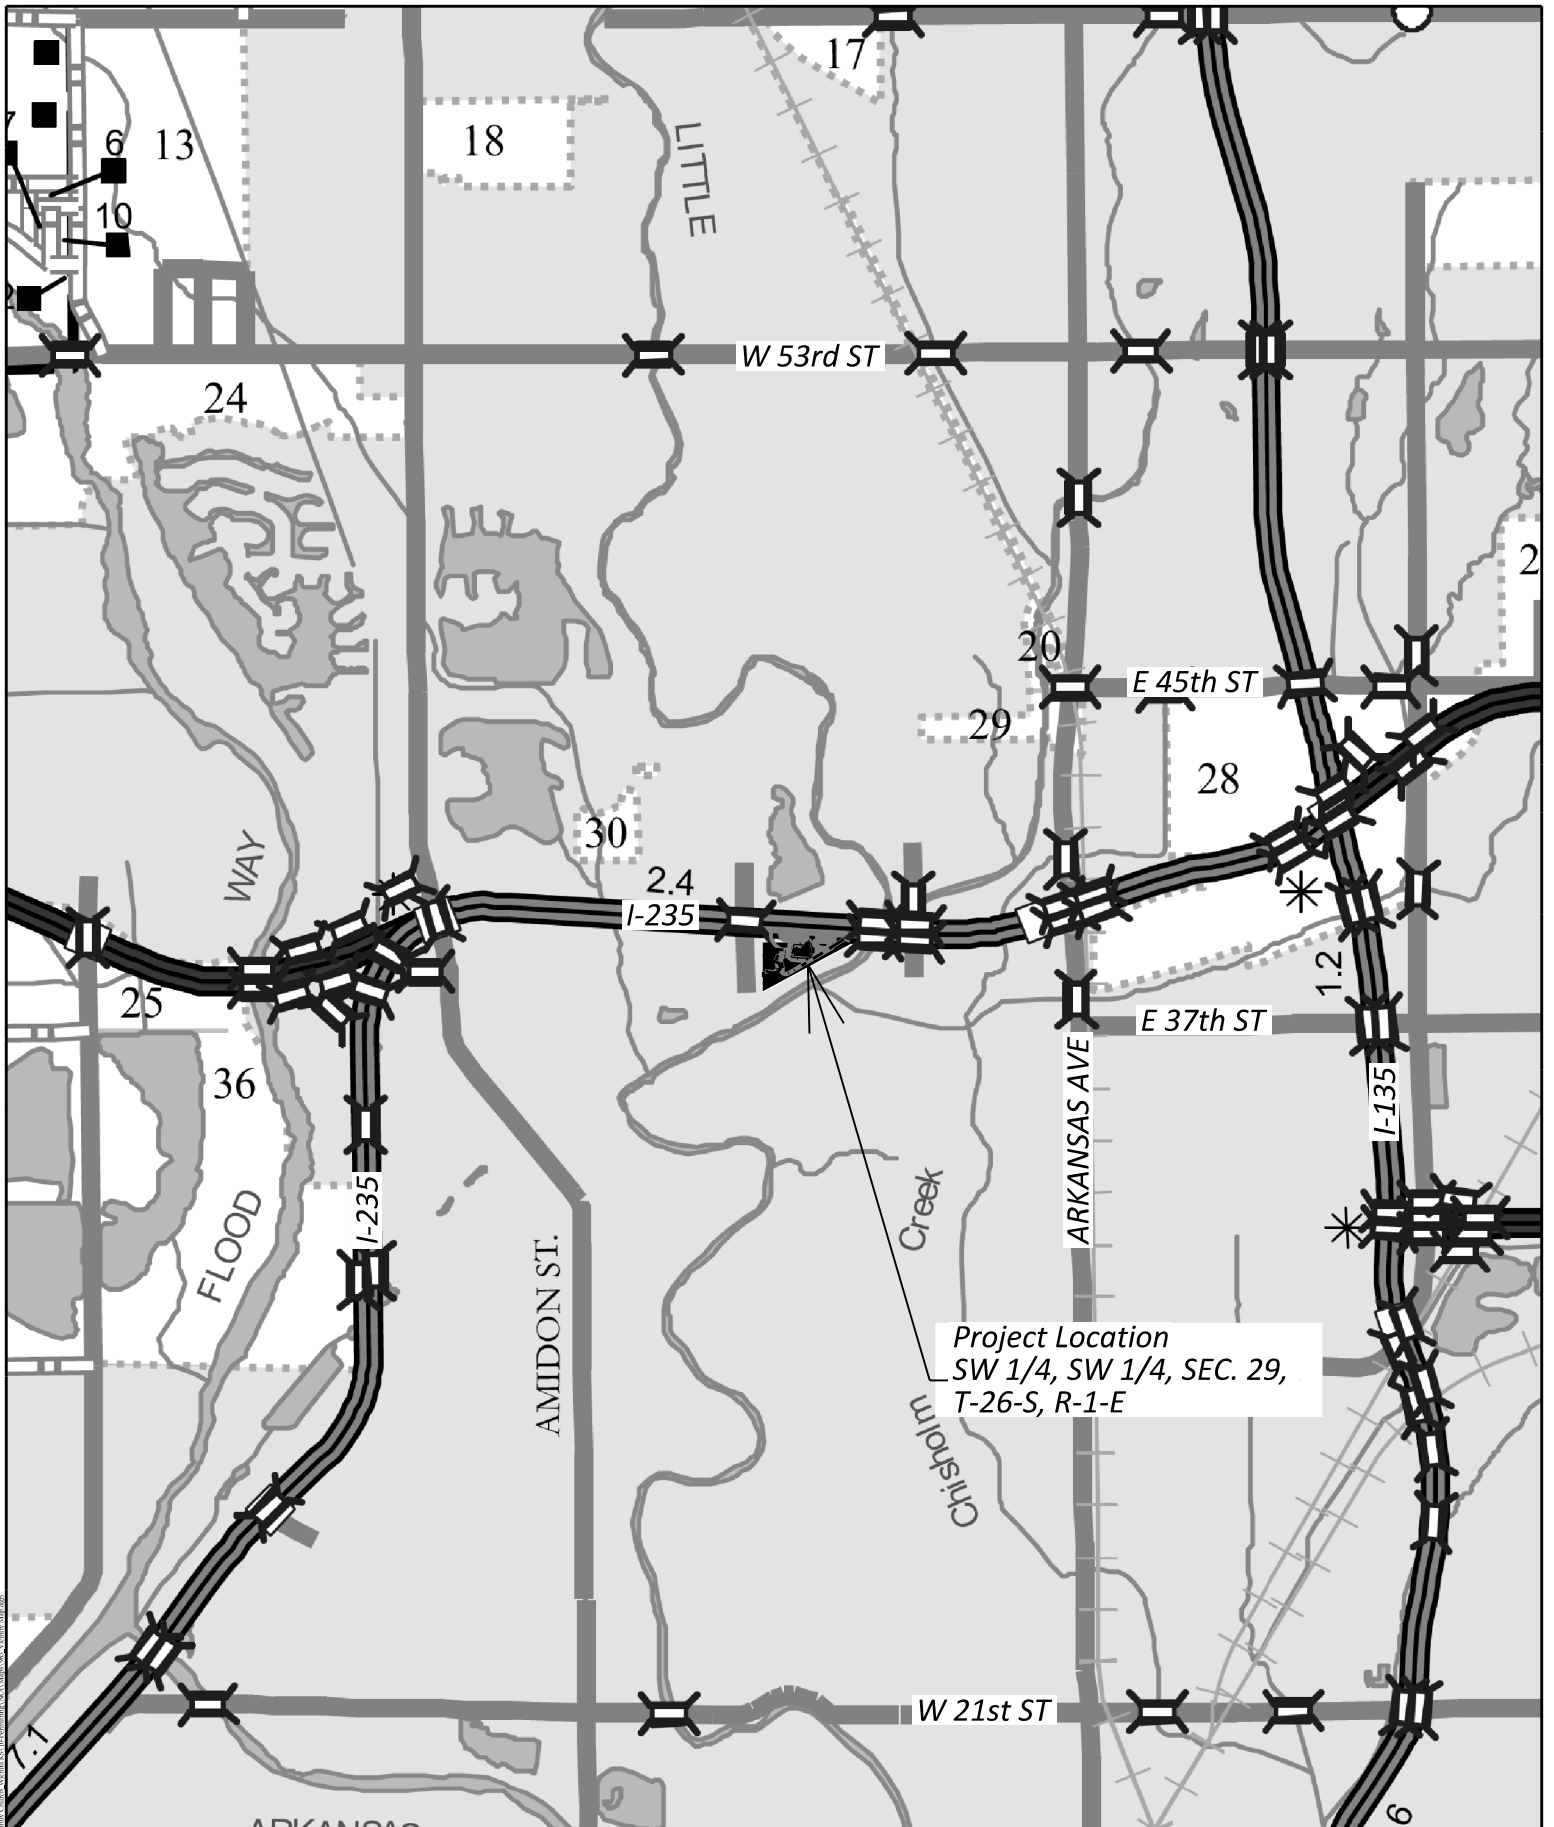 17
13
18
6
10
LITTLE
W 53rd ST
24
20
E 45th ST
29
28
30
WAY
2.4
I-235
25
1.2
E 37th ST
36
ARKANSAS AVE
I-135
I-235
FLOOD
Creek
AMIDON ST.
Project Location
SW 1/4, SW 1/4, SEC. 29,
T-26-S, R-1-E
Chisholm
W 21st ST
7.1
6
ARKANSAS